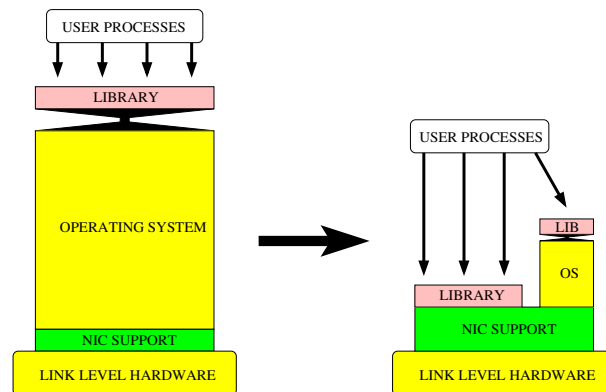 USER PROCESSES
LIBRARY
OPERATING SYSTEM
NIC SUPPORT
LINK LEVEL HARDWARE
USER PROCESSES
LIB
OS
LIBRARY
NIC SUPPORT
LINK LEVEL HARDWARE